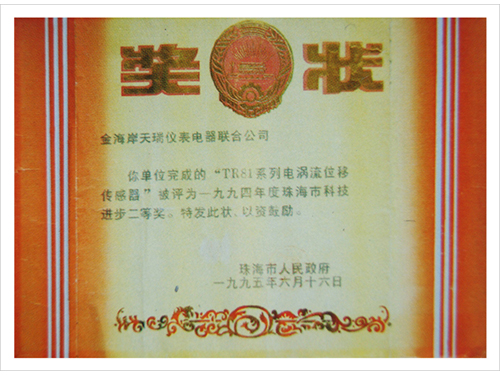 奖 状
金海岸天瑞仪表电器联合公司
你单位完成的“TR81系列电涡流位移
传感器”被评为一九九四年度珠海市科技
进步二等奖。特发此状,以资鼓励。
珠海市人民政府
一九九五年六月十六日